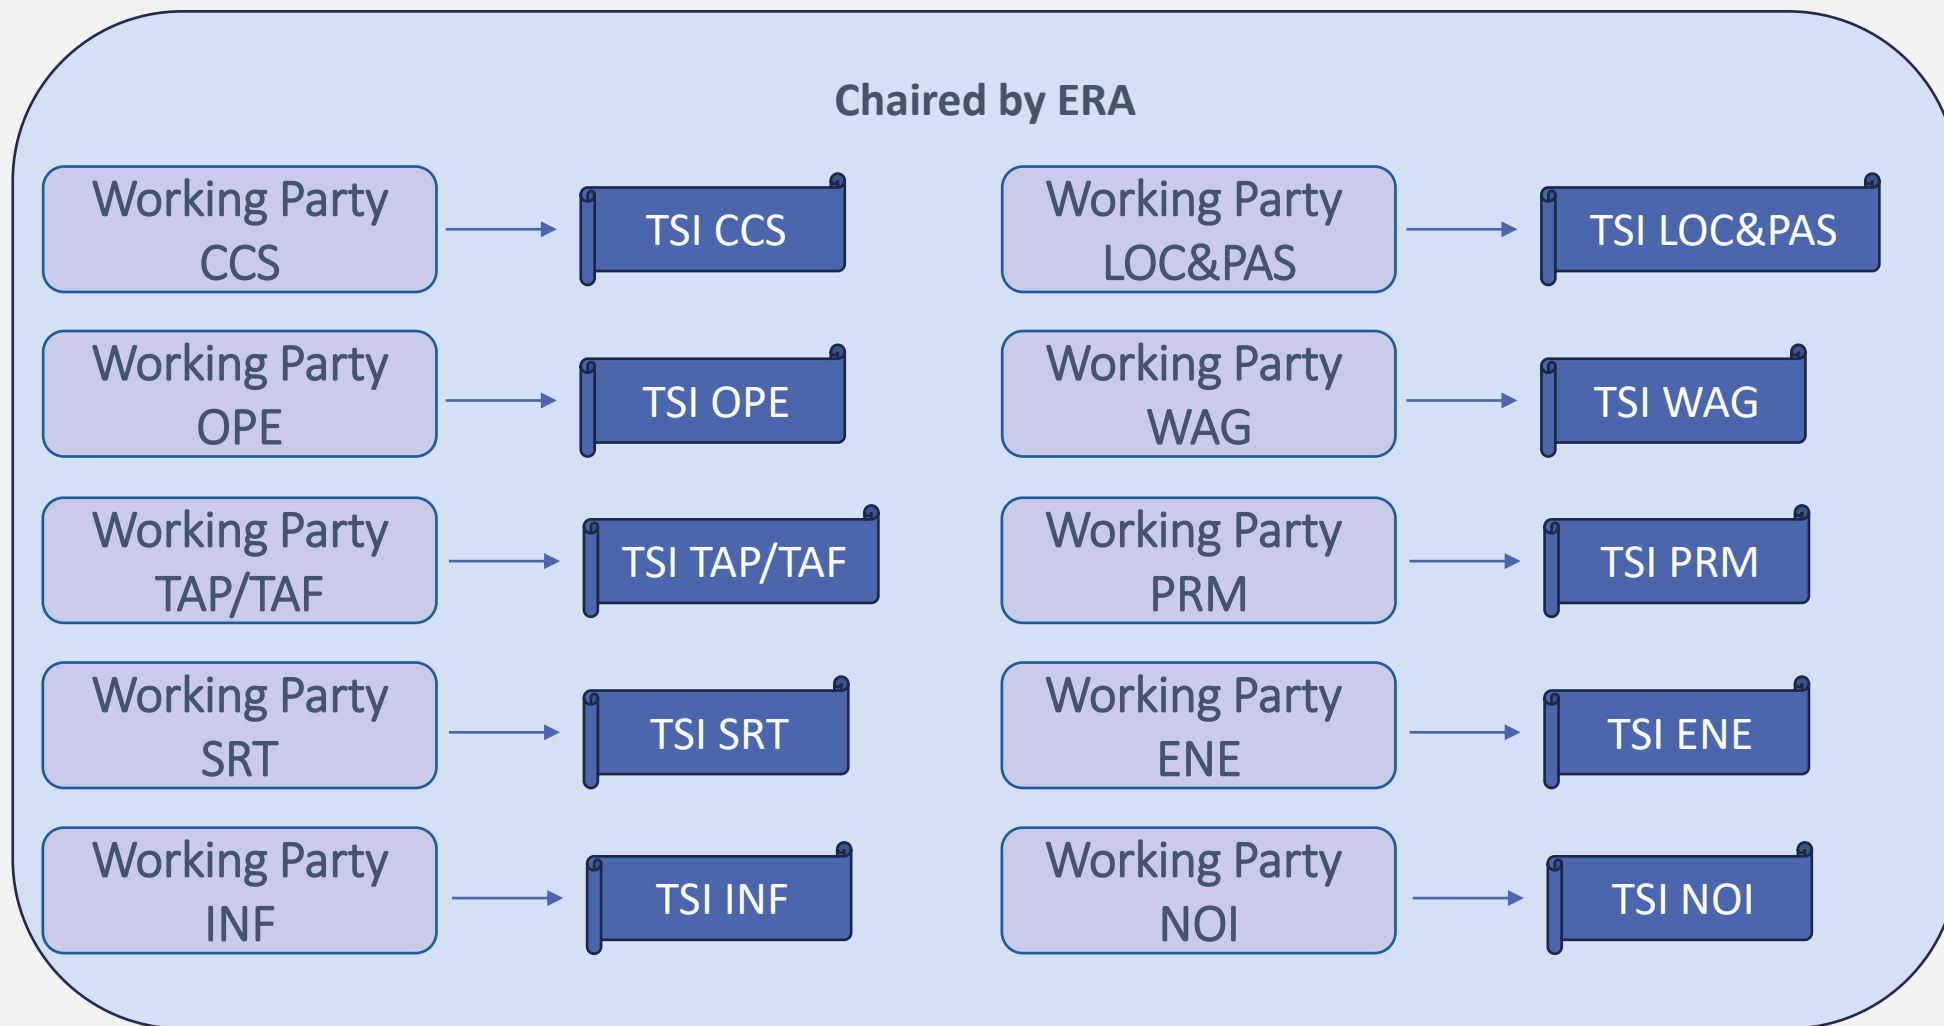 Chaired by ERA
Working Party
CCS
TSI CCS
Working Party
LOC&PAS
TSI LOC&PAS
Working Party
OPE
TSI OPE
Working Party
WAG
TSI WAG
Working Party
TAP/TAF
TSI TAP/TAF
Working Party
PRM
TSI PRM
Working Party
SRT
TSI SRT
Working Party
ENE
TSI ENE
Working Party
INF
TSI INF
Working Party
NOI
TSI NOI